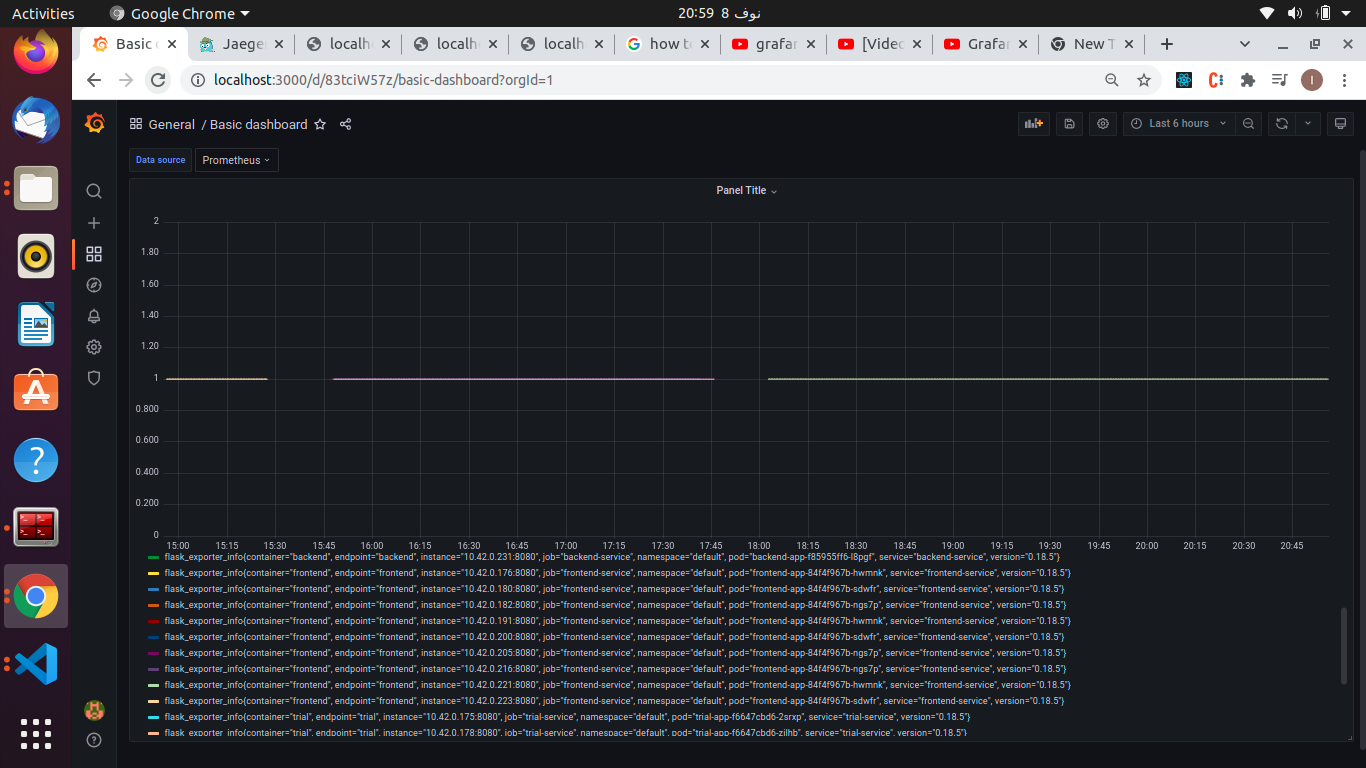 Activities Google Chrome 20:59 8 نوف
Basic Jaege localh localh localh how to grafa [Video Grafa New T
localhost:3000/d/83tciW57z/basic-dashboard?orgId=1 I
General / Basic dashboard Last 6 hours
Data source Prometheus
Panel Title
2
1.80
1.60
1.40
1.20
1
0.800
0.600
0.400
0.200
0
15:00 15:15 15:30 15:45 16:00 16:15 16:30 16:45 17:00 17:15 17:30 17:45 18:00 18:15 18:30 18:45 19:00 19:15 19:30 19:45 20:00 20:15 20:30 20:45
flask_exporter_info{container="backend", endpoint="backend", instance="10.42.0.231:8080", job="backend-service", namespace="default", pod="backend-app-f85955ff6-l8pgf", service="backend-service", version="0.18.5"}
flask_exporter_info{container="frontend", endpoint="frontend", instance="10.42.0.176:8080", job="frontend-service", namespace="default", pod="frontend-app-84f4f967b-hwmnk", service="frontend-service", version="0.18.5"}
flask_exporter_info{container="frontend", endpoint="frontend", instance="10.42.0.180:8080", job="frontend-service", namespace="default", pod="frontend-app-84f4f967b-sdwfr", service="frontend-service", version="0.18.5"}
flask_exporter_info{container="frontend", endpoint="frontend", instance="10.42.0.182:8080", job="frontend-service", namespace="default", pod="frontend-app-84f4f967b-ngs7p", service="frontend-service", version="0.18.5"}
flask_exporter_info{container="frontend", endpoint="frontend", instance="10.42.0.191:8080", job="frontend-service", namespace="default", pod="frontend-app-84f4f967b-hwmnk", service="frontend-service", version="0.18.5"}
flask_exporter_info{container="frontend", endpoint="frontend", instance="10.42.0.200:8080", job="frontend-service", namespace="default", pod="frontend-app-84f4f967b-sdwfr", service="frontend-service", version="0.18.5"}
flask_exporter_info{container="frontend", endpoint="frontend", instance="10.42.0.205:8080", job="frontend-service", namespace="default", pod="frontend-app-84f4f967b-ngs7p", service="frontend-service", version="0.18.5"}
flask_exporter_info{container="frontend", endpoint="frontend", instance="10.42.0.216:8080", job="frontend-service", namespace="default", pod="frontend-app-84f4f967b-ngs7p", service="frontend-service", version="0.18.5"}
flask_exporter_info{container="frontend", endpoint="frontend", instance="10.42.0.221:8080", job="frontend-service", namespace="default", pod="frontend-app-84f4f967b-hwmnk", service="frontend-service", version="0.18.5"}
flask_exporter_info{container="frontend", endpoint="frontend", instance="10.42.0.223:8080", job="frontend-service", namespace="default", pod="frontend-app-84f4f967b-sdwfr", service="frontend-service", version="0.18.5"}
flask_exporter_info{container="trial", endpoint="trial", instance="10.42.0.175:8080", job="trial-service", namespace="default", pod="trial-app-f6647cbd6-2srxp", service="trial-service", version="0.18.5"}
flask_exporter_info{container="trial", endpoint="trial", instance="10.42.0.178:8080", job="trial-service", namespace="default", pod="trial-app-f6647cbd6-zjlhb", service="trial-service", version="0.18.5"}